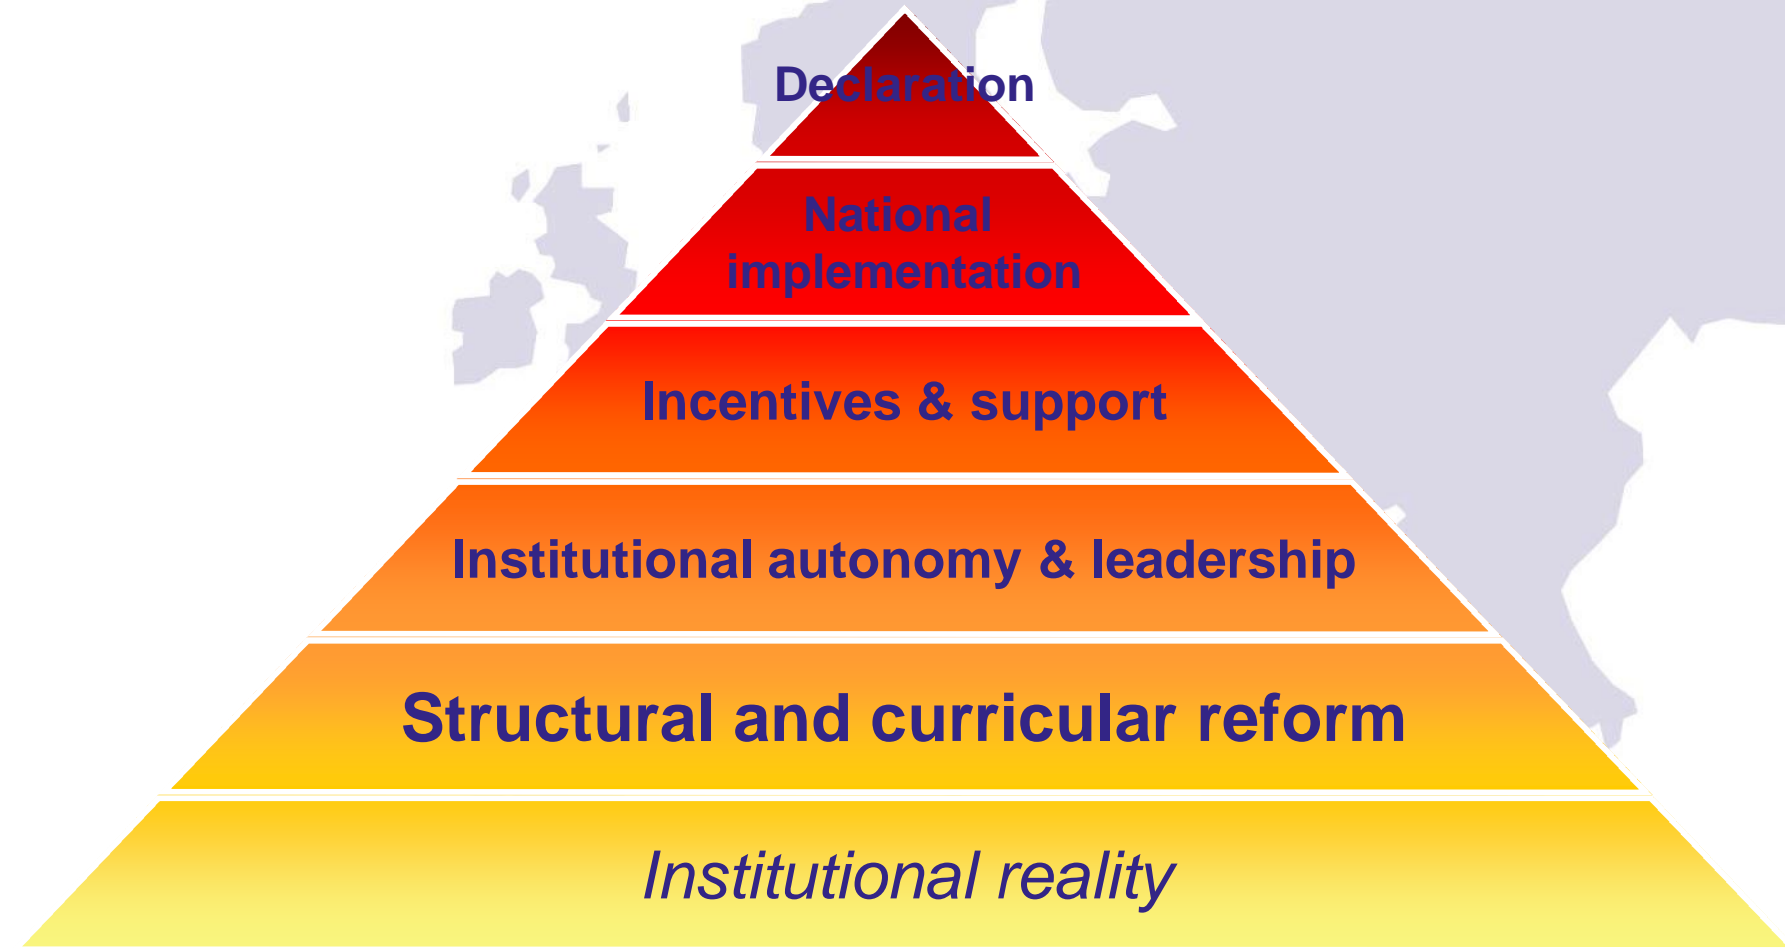 Declaration
National
implementation
Incentives & support
Institutional autonomy & leadership
Structural and curricular reform
Institutional reality